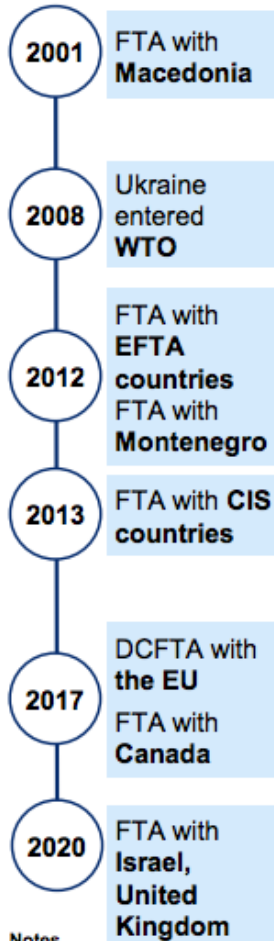 2001
FTA with
Macedonia
2008
Ukraine
entered
WTO
2012
FTA with
EFTA
countries
FTA with
Montenegro
2013
FTA with CIS
countries
2017
DCFTA with
the EU
FTA with
Canada
2020
FTA with
Israel,
United
Kingdom
Notes